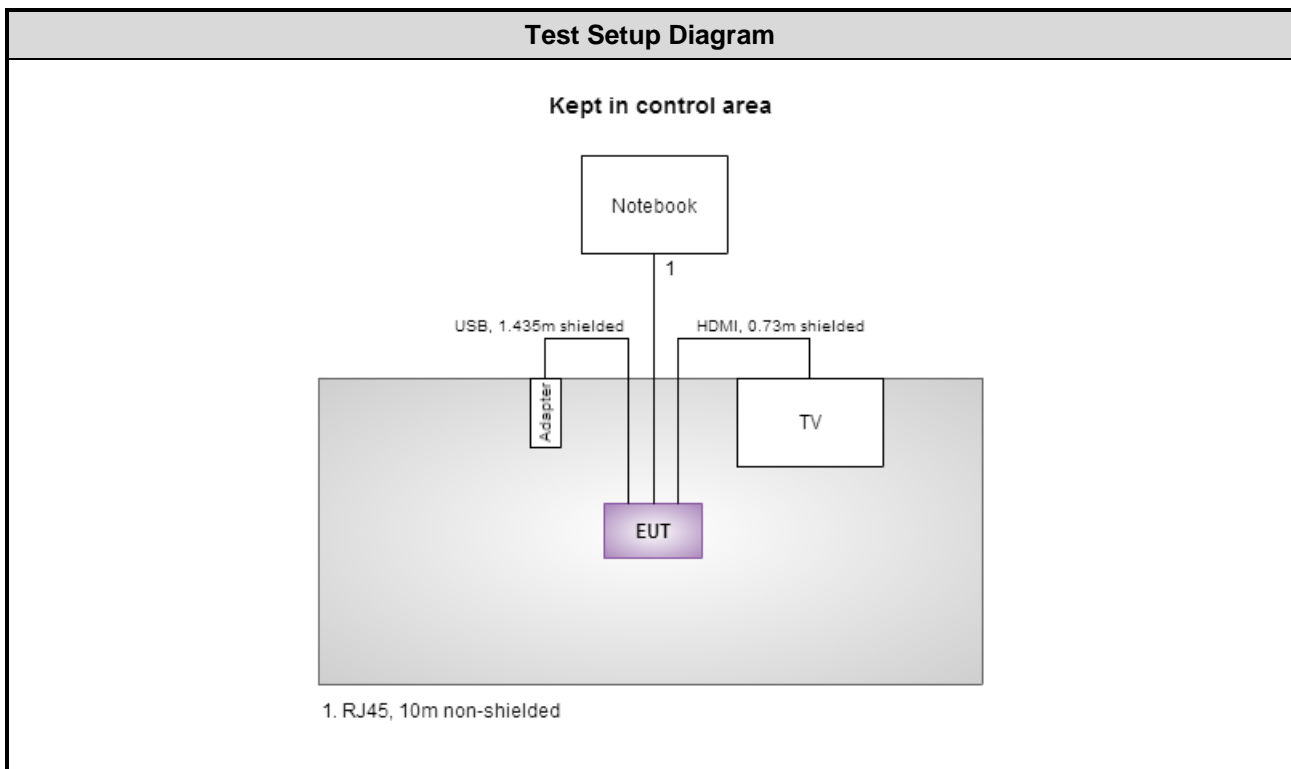 Test Setup Diagram
Kept in control area
Notebook
1
USB, 1.435m shielded
HDMI, 0.73m shielded
Adapter
TV
EUT
1. RJ45, 10m non-shielded